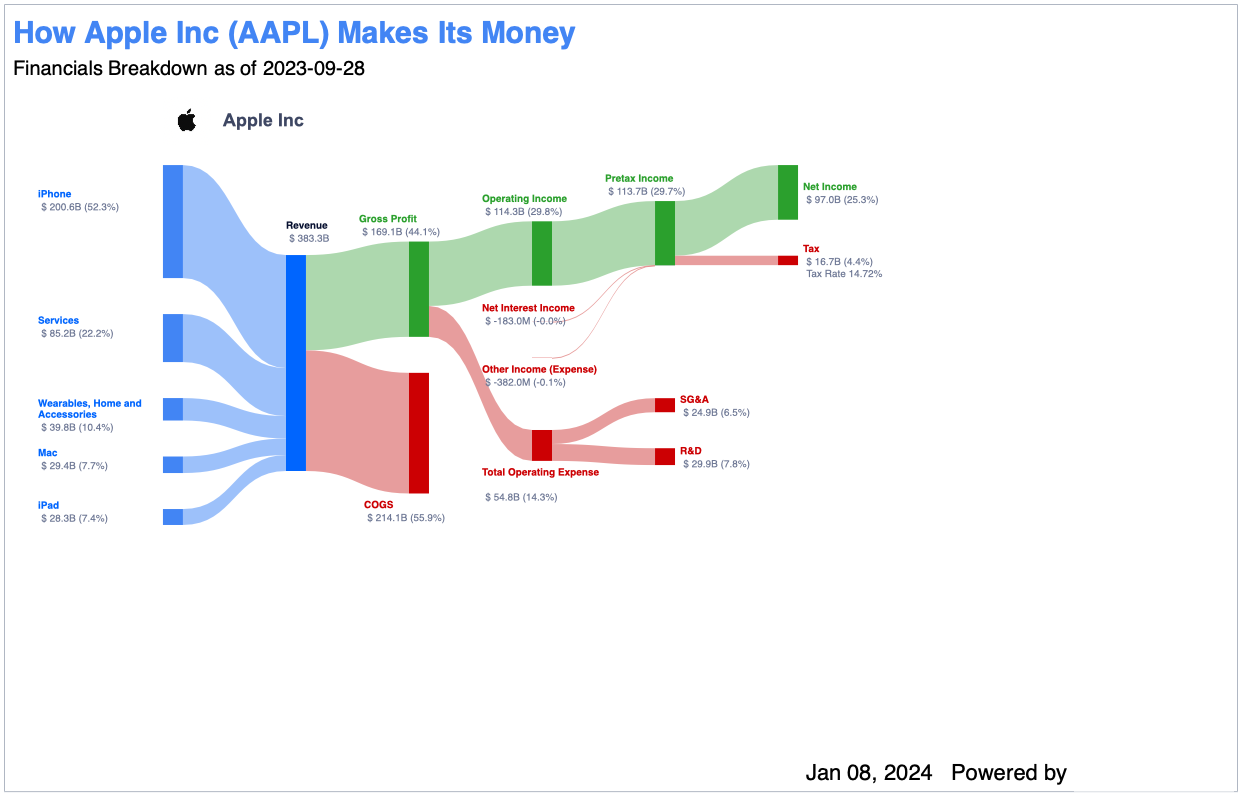 How Apple Inc (AAPL) Makes Its Money
Financials Breakdown as of 2023-09-28
Apple Inc
iPhone
$ 200.6B (52.3%)
Services
$ 85.2B (22.2%)
Wearables, Home and
Accessories
$ 39.8B (10.4%)
Mac
$ 29.4B (7.7%)
iPad
$ 28.3B (7.4%)
Revenue
$ 383.3B
Gross Profit
$ 169.1B (44.1%)
COGS
$ 214.1B (55.9%)
Operating Income
$ 114.3B (29.8%)
Net Interest Income
$ -183.0M (-0.0%)
Other Income (Expense)
$ -382.0M (-0.1%)
Total Operating Expense
$ 54.8B (14.3%)
Pretax Income
$ 113.7B (29.7%)
SG&A
$ 24.9B (6.5%)
R&D
$ 29.9B (7.8%)
Net Income
$ 97.0B (25.3%)
Tax
$ 16.7B (4.4%)
Tax Rate 14.72%
Jan 08, 2024 Powered by